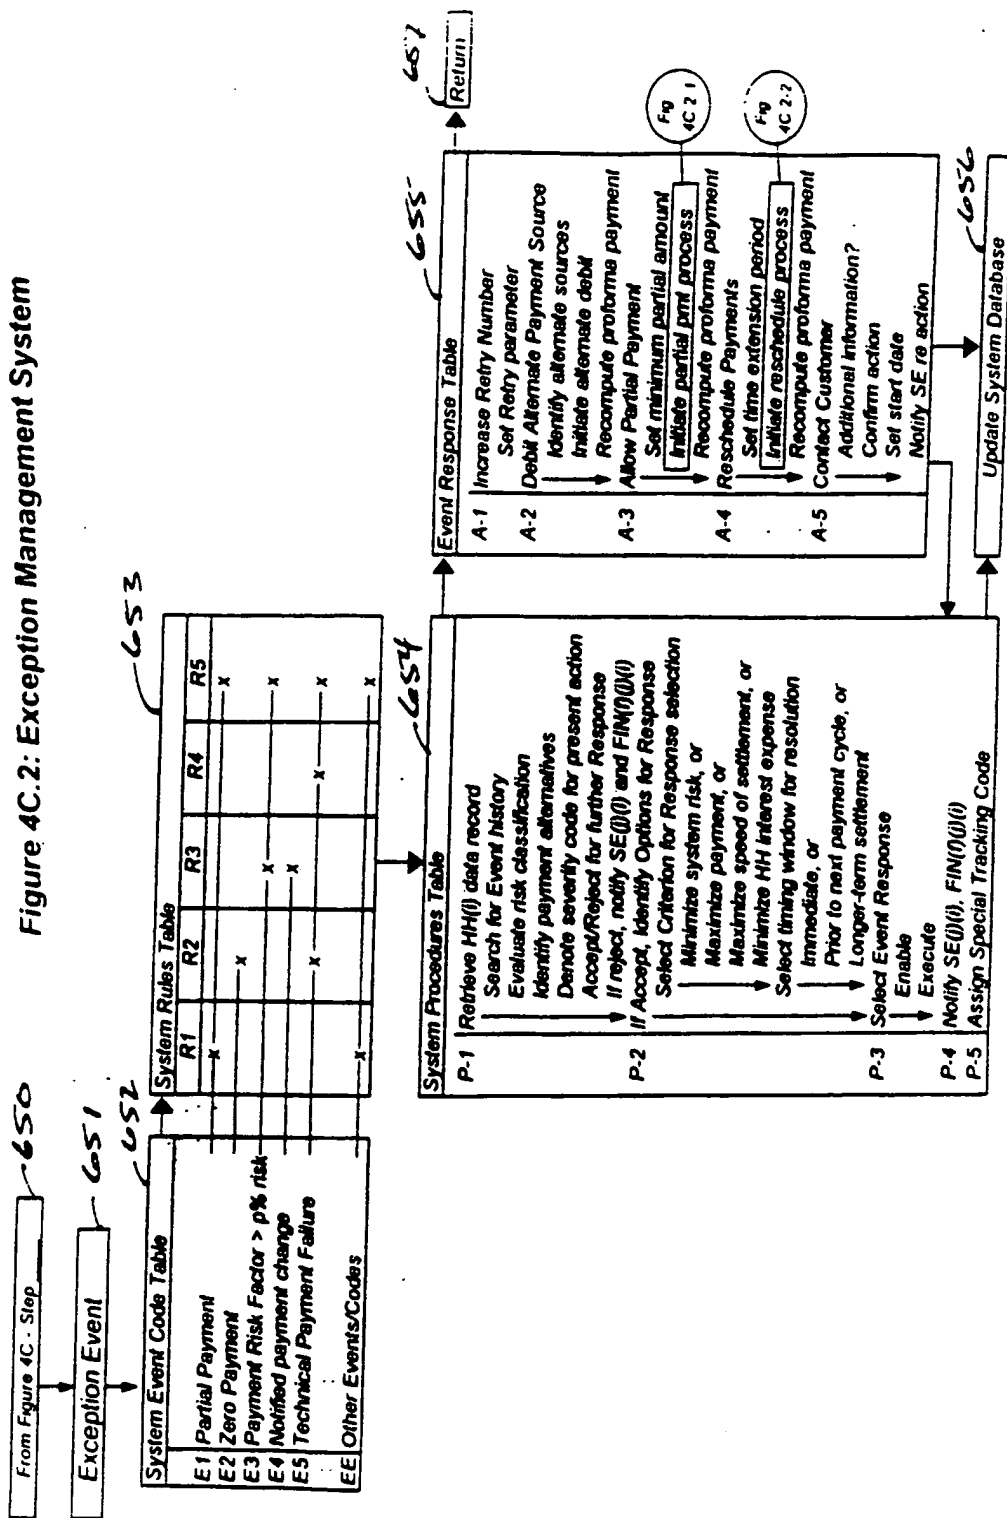 Figure 4C.2: Exception Management System
From Figure 4C - Step
650
Exception Event
651
652
System Event Code Table
E1 Partial Payment
E2 Zero Payment
E3 Payment Risk Factor > p% risk
E4 Notified payment change
E5 Technical Payment Failure
EE Other Events/Codes
653
System Rules Table
R1 R2 R3 R4 R5
x
x x
x x
x
x x x
x x
654
System Procedures Table
P-1 Retrieve HH(i) data record
Search for Event history
Evaluate risk classification
Identify payment alternatives
Denote severity code for present action
Accept/Reject for further Response
If reject, notify SE(j)(i) and FIN(f)(j)(i)
P-2 If Accept, Identify Options for Response
Select Criterion for Response selection
Minimize system risk, or
Maximize payment, or
Maximize speed of settlement, or
Minimize HH interest expense
Select timing window for resolution
Immediate, or
Prior to next payment cycle, or
Longer-term settlement
P-3 Select Event Response
Enable
Execute
P-4 Notify SE(j)(i), FIN(f)(j)(i)
P-5 Assign Special Tracking Code
655
Event Response Table
A-1 Increase Retry Number
Set Retry parameter
A-2 Debit Alternate Payment Source
Identify alternate sources
Initiate alternate debit
Recompute proforma payment
A-3 Allow Partial Payment
Set minimum partial amount
Initiate partial pmt process
Fig
4C 2 1
Recompute proforma payment
A-4 Reschedule Payments
Set time extension period
Initiate reschedule process
Fig
4C 2-2
Recompute proforma payment
A-5 Contact Customer
Additional information?
Confirm action
Set start date
Notify SE re action
657
Return
656
Update System Database